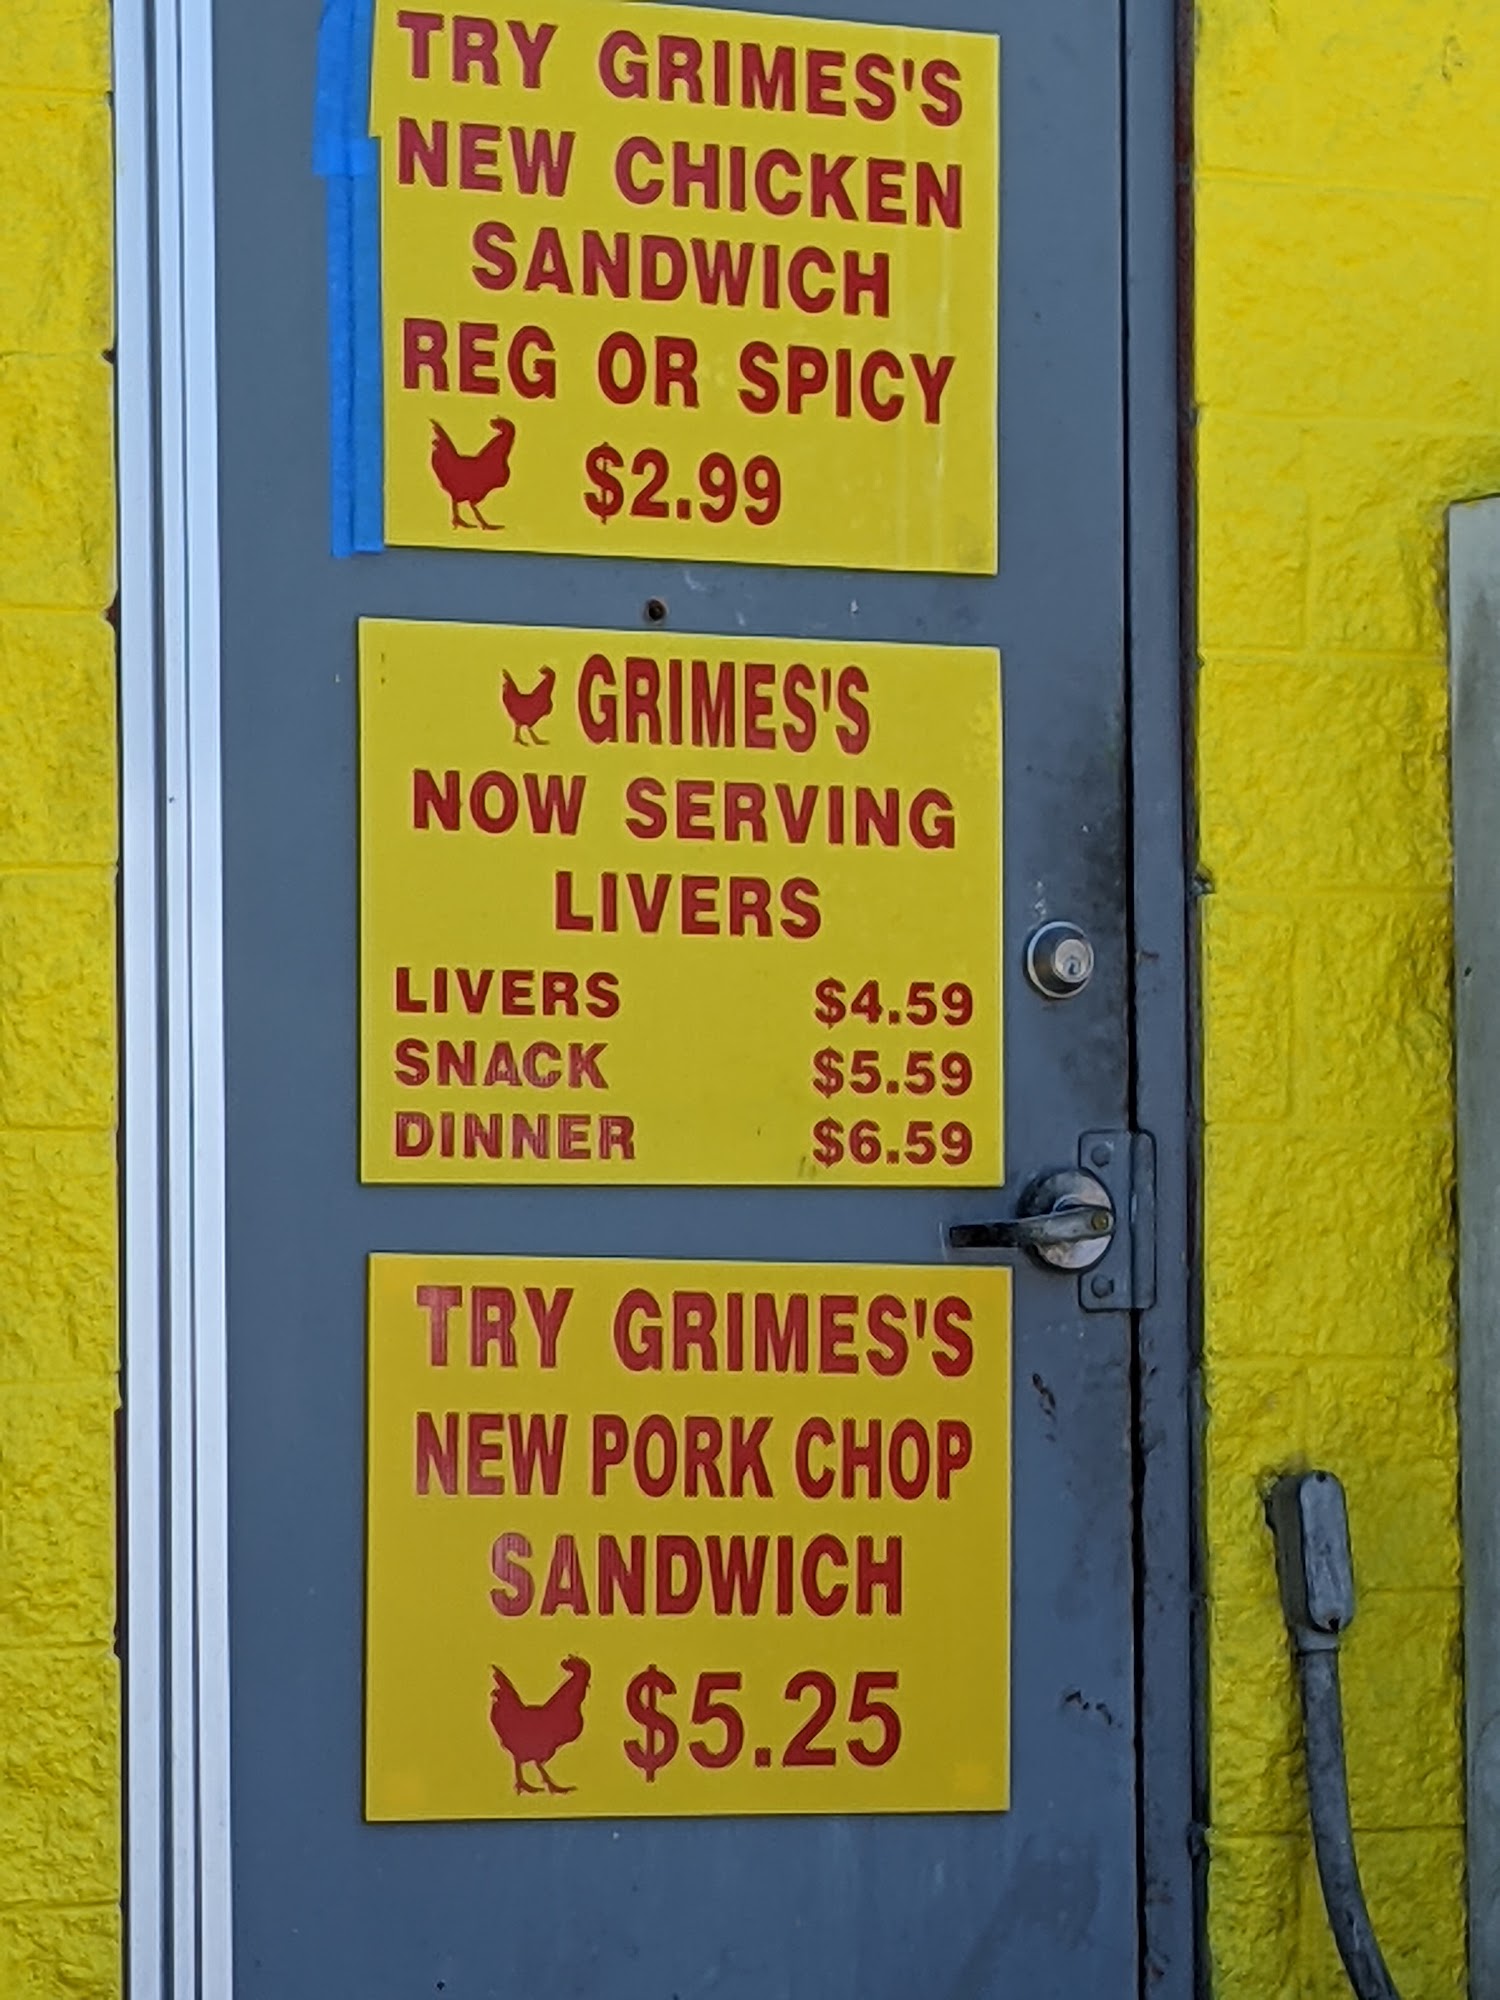 TRY GRIMES'S
NEW CHICKEN
SANDWICH
REG OR SPICY
$2.99
GRIMES'S
NOW SERVING
LIVERS
LIVERS $4.59
SNACK $5.59
DINNER $6.59
TRY GRIMES'S
NEW PORK CHOP
SANDWICH
$5.25